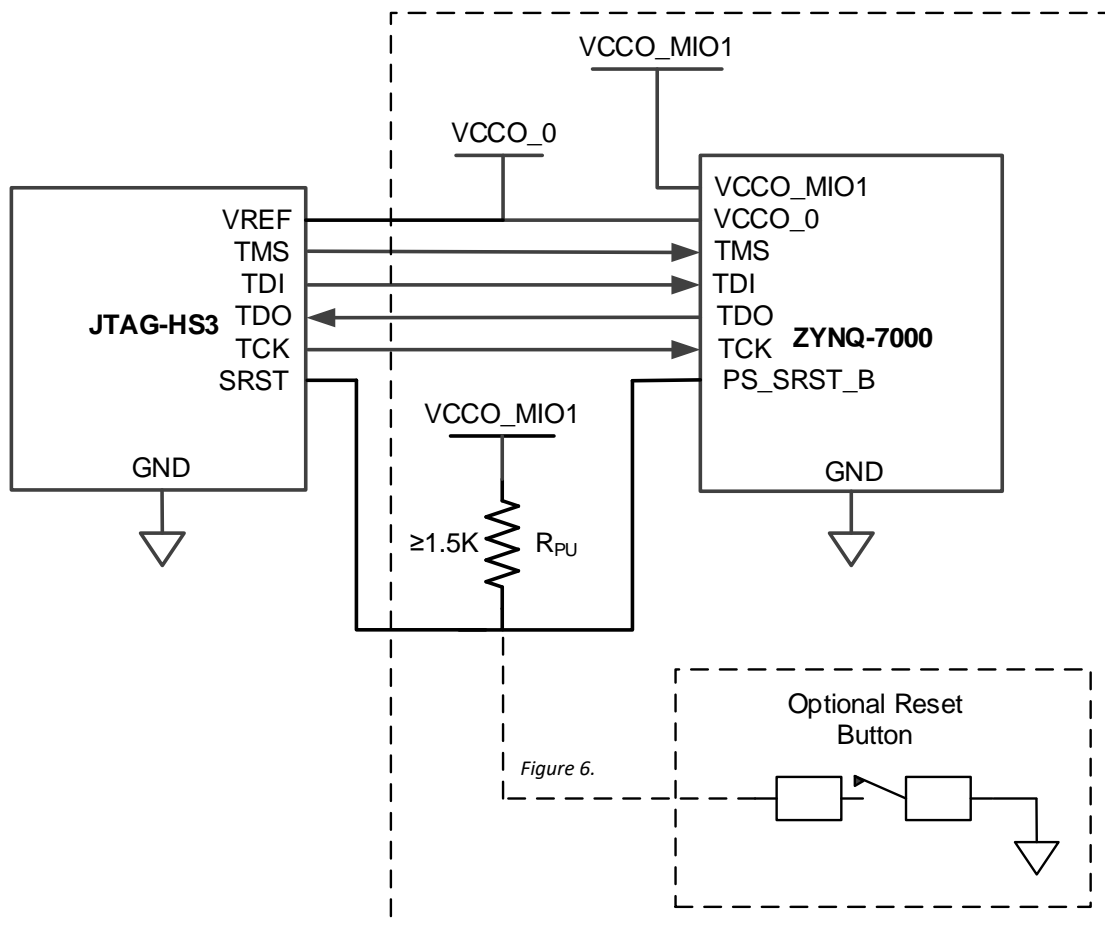 VCCO_MIO1
VCCO_0
JTAG-HS3
VREF
TMS
TDI
TDO
TCK
SRST
GND
VCCO_MIO1
VCCO_0
TMS
TDI
TDO
TCK
PS_SRST_B
ZYNQ-7000
GND
VCCO_MIO1
≥1.5K
RPU
Figure 6.
Optional Reset
Button